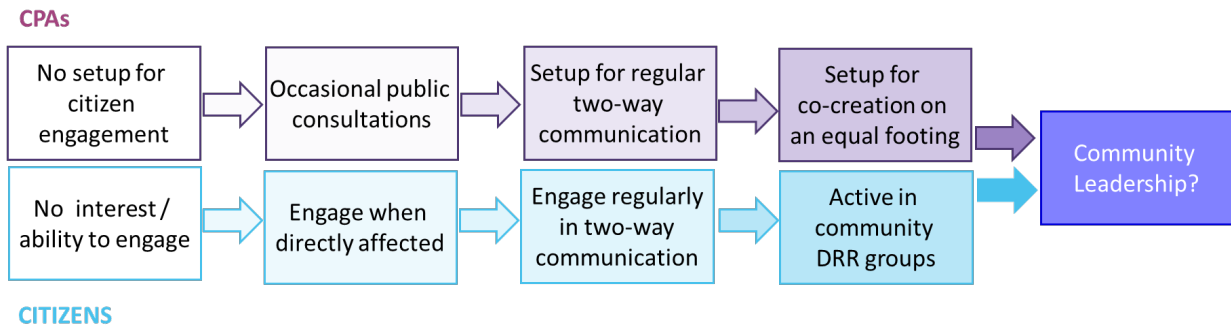 CPAs
No setup for
citizen
engagement
Occasional public
consultations
Setup for regular
two-way
communication
Setup for
co-creation on
an equal footing
Community
Leadership?
No interest /
ability to engage
Engage when
directly affected
Engage regularly
in two-way
communication
Active in
community
DRR groups
CITIZENS